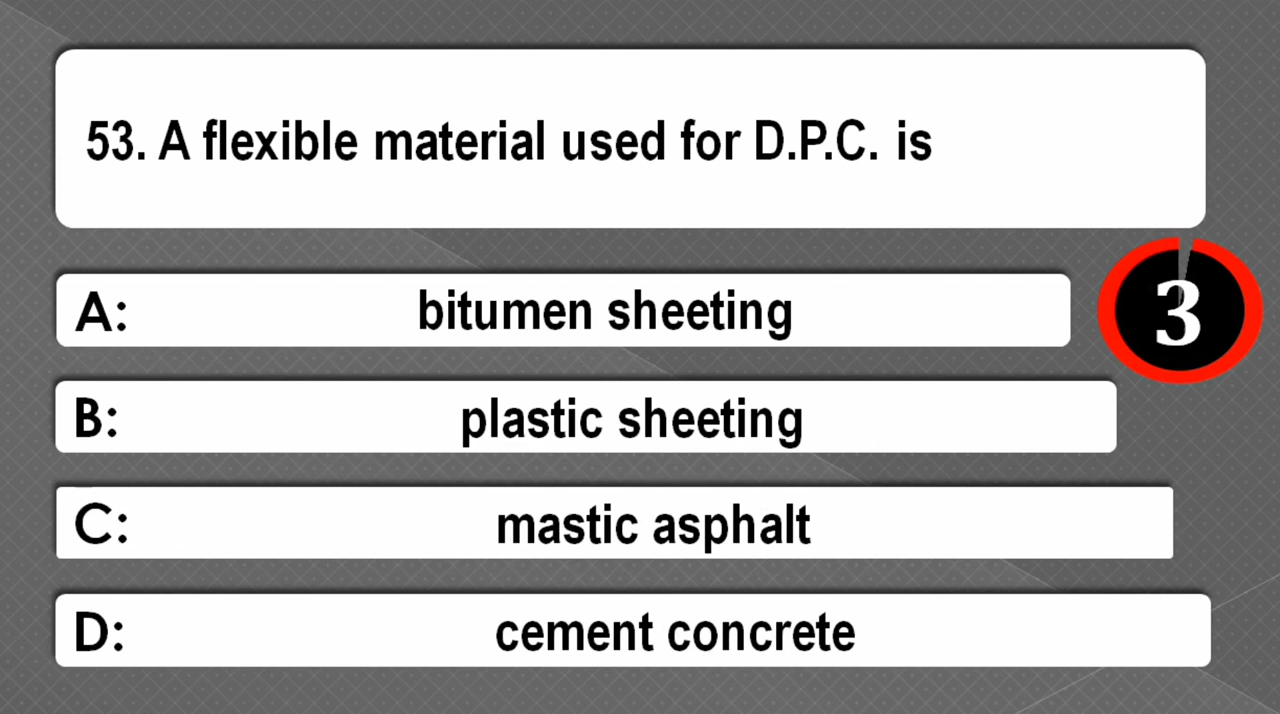 53. A flexible material used for D.P.C. is
A: bitumen sheeting
3
B: plastic sheeting
C: mastic asphalt
D: cement concrete